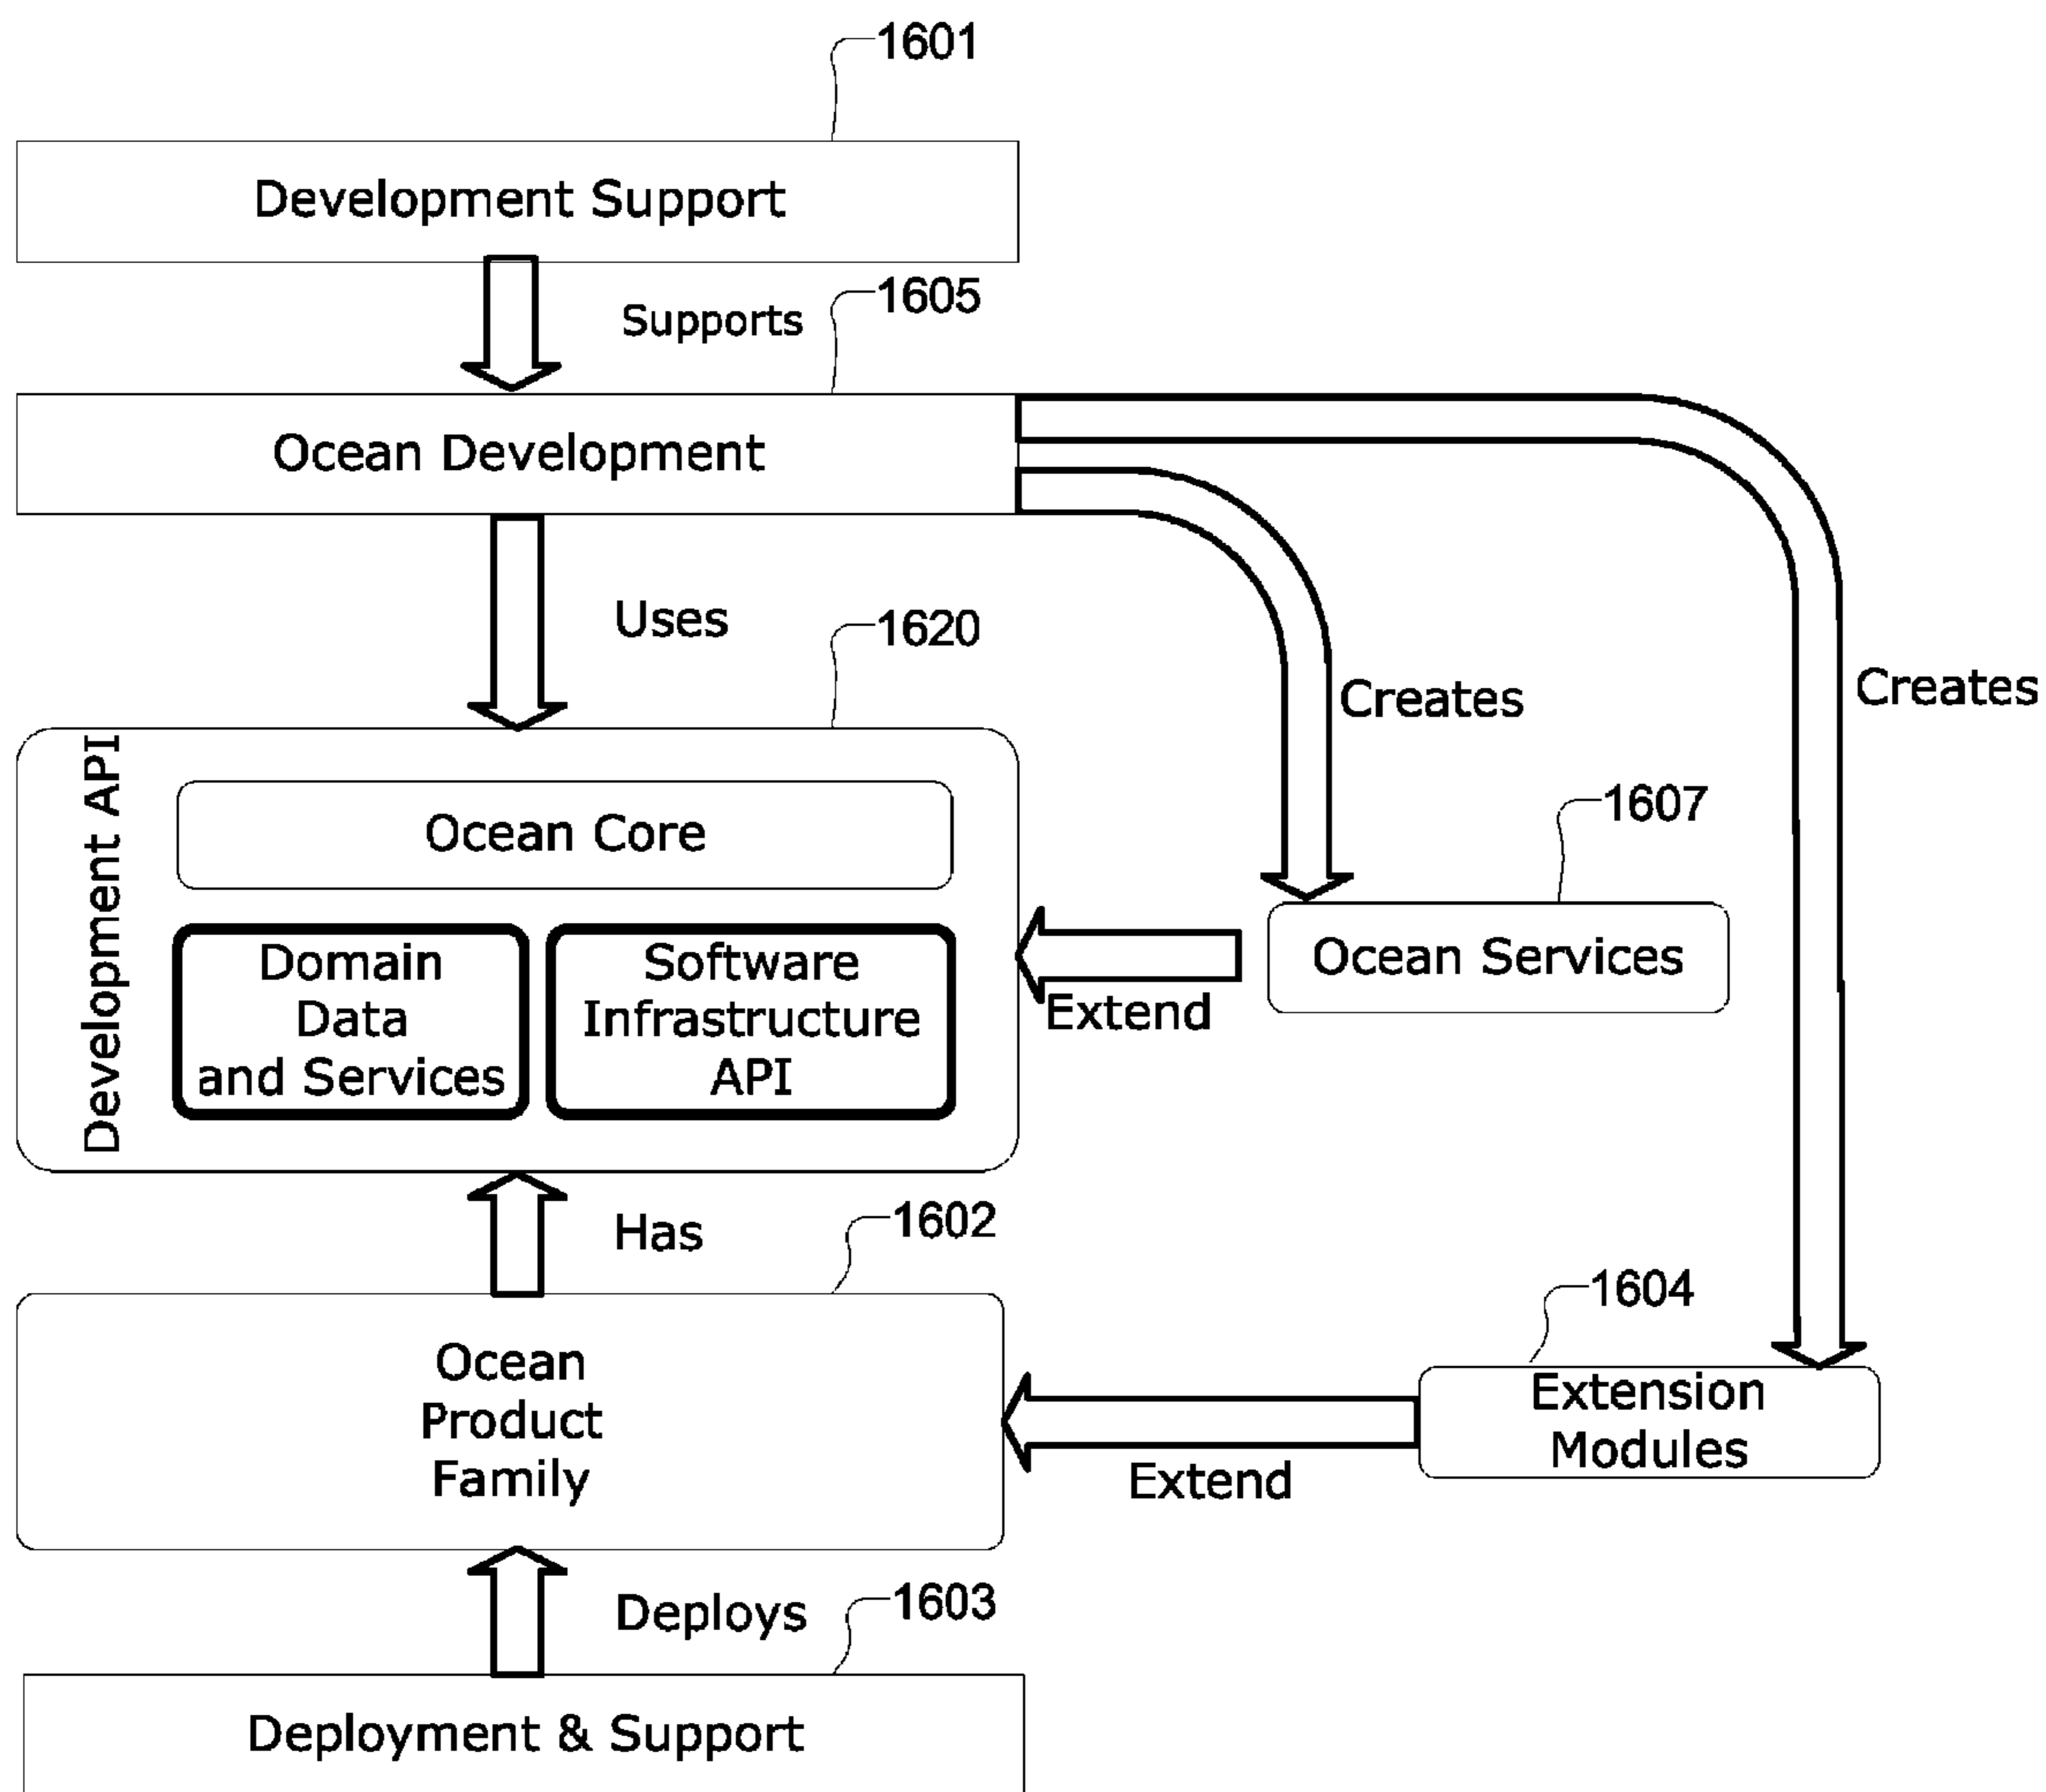 1601
Development Support
Supports
1605
Ocean Development
Uses
1620
Creates
Creates
Development API
Ocean Core
1607
Domain
Data
and Services
Software
Infrastructure
API
Ocean Services
Extend
Has
1602
1604
Ocean
Product
Family
Extension
Modules
Extend
Deploys
1603
Deployment & Support